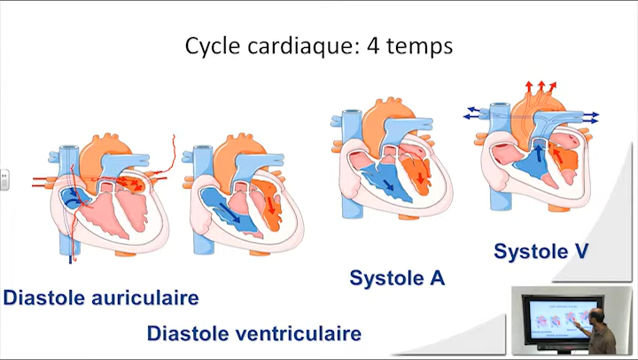 Cycle cardiaque: 4 temps
Systole V
Systole A
Diastole auriculaire
Diastole ventriculaire